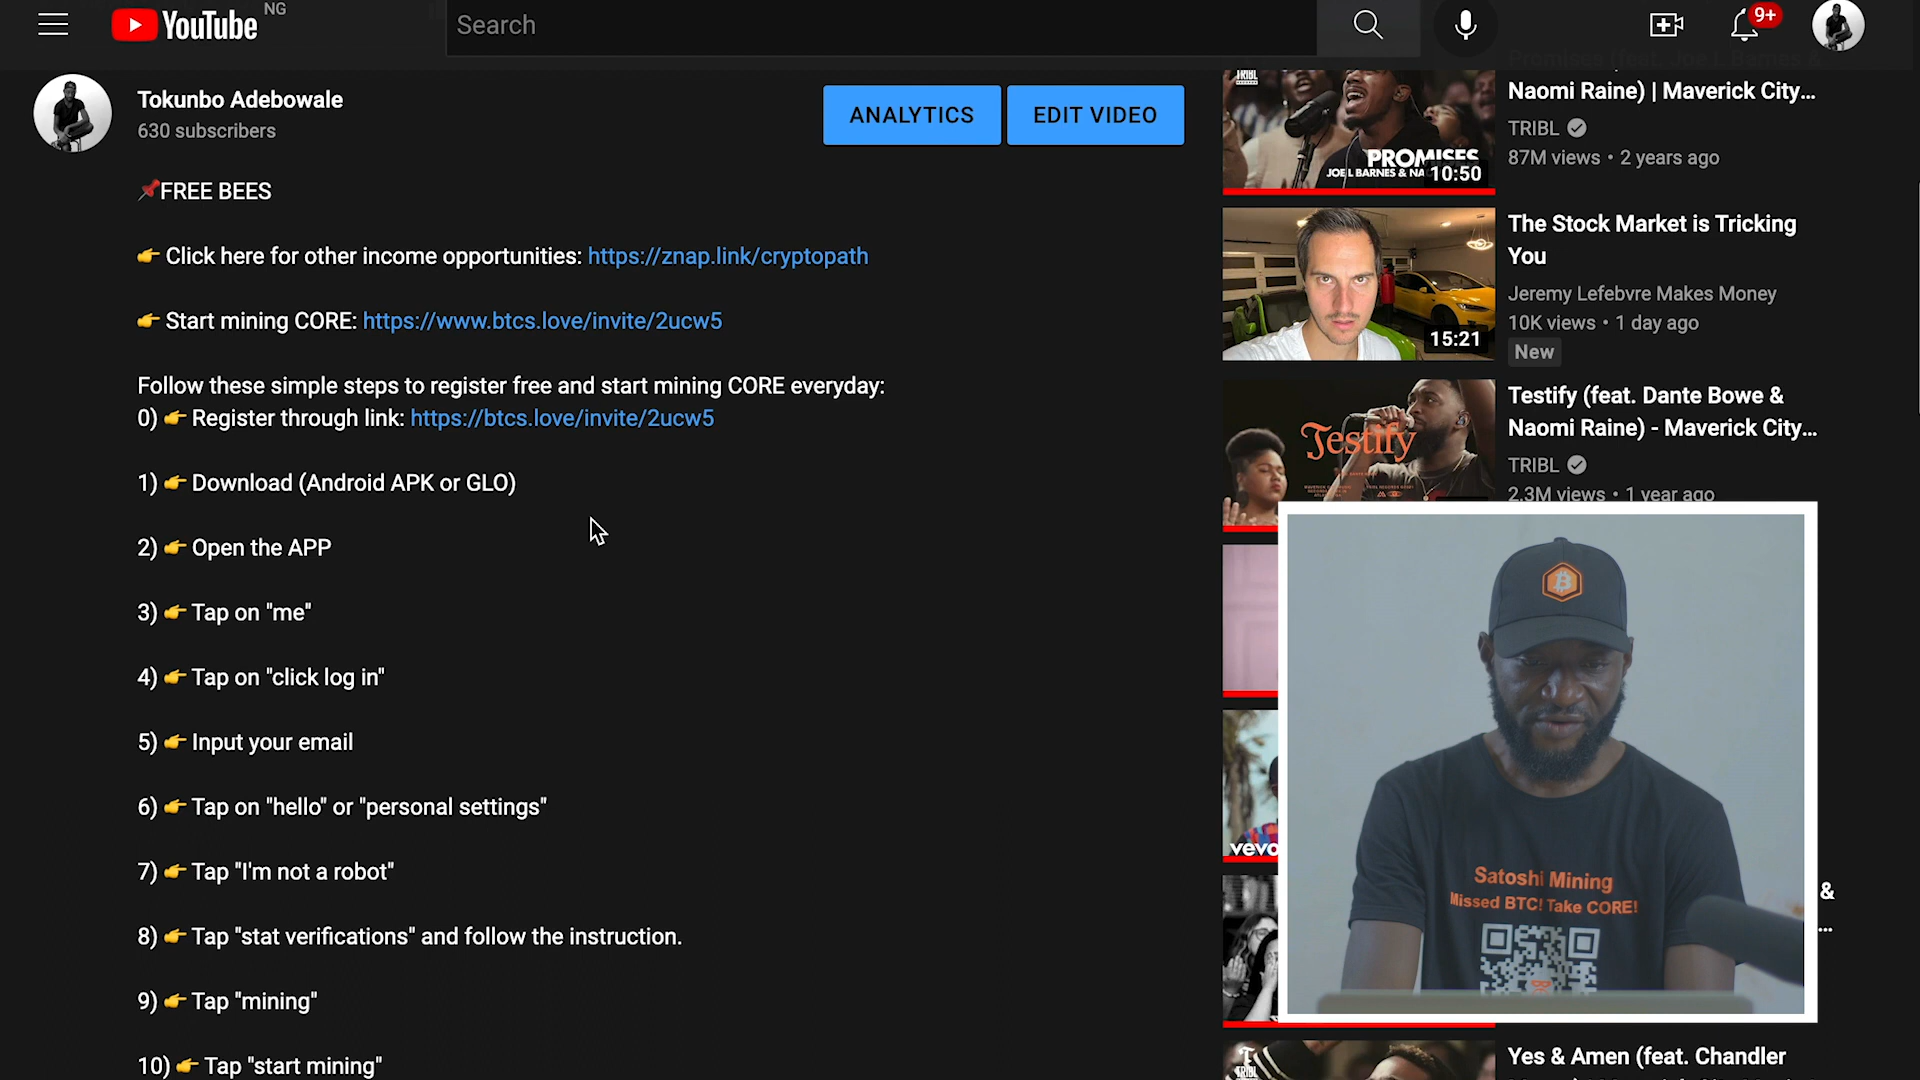 YouTube NG
Search
9+
Tokunbo Adebowale
630 subscribers
ANALYTICS
EDIT VIDEO
📌FREE BEES
👉 Click here for other income opportunities: https://znap.link/cryptopath
👉 Start mining CORE: https://www.btcs.love/invite/2ucw5
Follow these simple steps to register free and start mining CORE everyday:
0) 👉 Register through link: https://btcs.love/invite/2ucw5
1) 👉 Download (Android APK or GLO)
2) 👉 Open the APP
3) 👉 Tap on "me"
4) 👉 Tap on "click log in"
5) 👉 Input your email
6) 👉 Tap on "hello" or "personal settings"
7) 👉 Tap "I'm not a robot"
8) 👉 Tap "stat verifications" and follow the instruction.
9) 👉 Tap "mining"
10) 👉 Tap "start mining"
TRIBL
PROMISES
JOE L BARNES & NA
10:50
Naomi Raine) | Maverick City...
TRIBL
87M views • 2 years ago
15:21
The Stock Market is Tricking
You
Jeremy Lefebvre Makes Money
10K views • 1 day ago
New
Testify
Testify (feat. Dante Bowe &
Naomi Raine) - Maverick City...
TRIBL
2.3M views • 1 year ago
vevo
&
...
Satoshi Mining
Missed BTC! Take CORE!
TRIBL
Yes & Amen (feat. Chandler